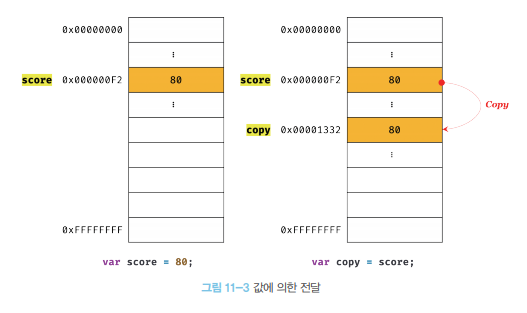 0x00000000
⋮
score 0x000000F2 80
⋮
0xFFFFFFFF
var score = 80;
0x00000000
⋮
score 0x000000F2 80
Copy
copy 0x00001332 80
⋮
0xFFFFFFFF
var copy = score;
그림 11-3 값에 의한 전달